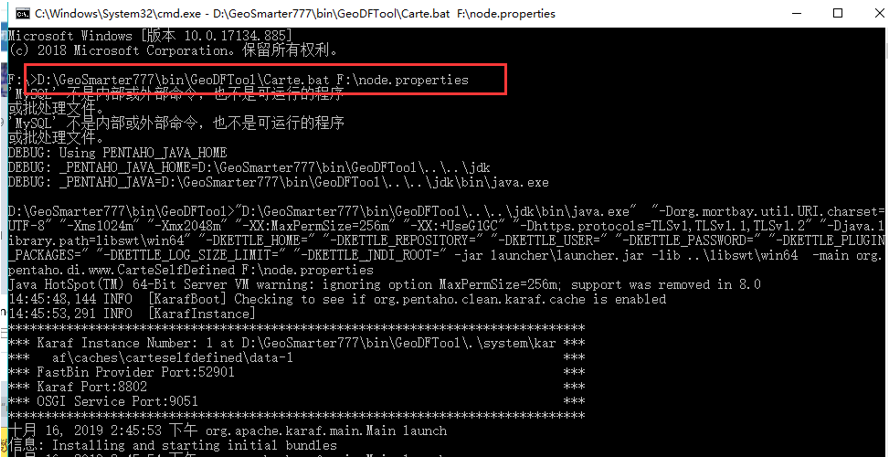 C:\Windows\System32\cmd.exe - D:\GeoSmarter777\bin\GeoDFTool\Carte.bat  F:\node.properties
Microsoft Windows [版本 10.0.17134.885]
(c) 2018 Microsoft Corporation。保留所有权利。
F:\>D:\GeoSmarter777\bin\GeoDFTool\Carte.bat F:\node.properties
'MySQL' 不是内部或外部命令，也不是可运行的程序
或批处理文件。
'MySQL' 不是内部或外部命令，也不是可运行的程序
或批处理文件。
DEBUG: Using PENTAHO_JAVA_HOME
DEBUG: _PENTAHO_JAVA_HOME=D:\GeoSmarter777\bin\GeoDFTool\..\..\jdk
DEBUG: _PENTAHO_JAVA=D:\GeoSmarter777\bin\GeoDFTool\..\..\jdk\bin\java.exe
D:\GeoSmarter777\bin\GeoDFTool>"D:\GeoSmarter777\bin\GeoDFTool\..\..\jdk\bin\java.exe"  "-Dorg.mortbay.util.URI.charset=
UTF-8" "-Xms1024m" "-Xmx2048m" "-XX:MaxPermSize=256m" "-XX:+UseG1GC" "-Dhttps.protocols=TLSv1,TLSv1.1,TLSv1.2" "-Djava.l
ibrary.path=libswt\win64" "-DKETTLE_HOME=" "-DKETTLE_REPOSITORY=" "-DKETTLE_USER=" "-DKETTLE_PASSWORD=" "-DKETTLE_PLUGIN
_PACKAGES=" "-DKETTLE_LOG_SIZE_LIMIT=" "-DKETTLE_JNDI_ROOT=" -jar launcher\launcher.jar -lib ..\libswt\win64  -main org.
pentaho.di.www.CarteSelfDefined F:\node.properties
Java HotSpot(TM) 64-Bit Server VM warning: ignoring option MaxPermSize=256m; support was removed in 8.0
14:45:48,144 INFO  [KarafBoot] Checking to see if org.pentaho.clean.karaf.cache is enabled
14:45:53,291 INFO  [KarafInstance]
*******************************************************************************
*** Karaf Instance Number: 1 at D:\GeoSmarter777\bin\GeoDFTool\.\system\kar ***
***   af\caches\carteselfdefined\data-1                                     ***
*** FastBin Provider Port:52901                                             ***
*** Karaf Port:8802                                                         ***
*** OSGI Service Port:9051                                                  ***
*******************************************************************************
十月 16, 2019 2:45:53 下午 org.apache.karaf.main.Main launch
信息: Installing and starting initial bundles